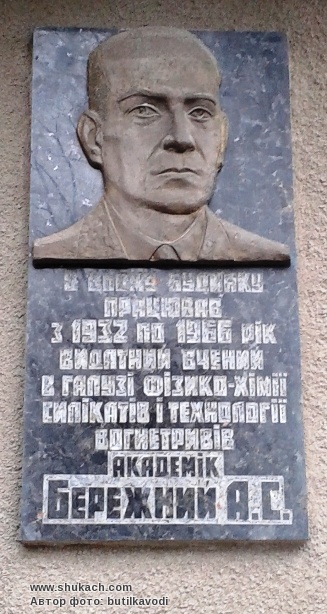 В ЦЬОМУ БУДИНКУ
ПРАЦЮВАВ
З 1932 ПО 1966 РІК
ВИДАТНИЙ ВЧЕНИЙ
В ГАЛУЗІ ФІЗИКО-ХІМІЇ
СИЛІКАТІВ І ТЕХНОЛОГІЇ
ВОГНЕТРИВІВ
АКАДЕМІК
БЕРЕЖНИЙ А.С.
www.shukach.com
Автор фото: butilkavodi